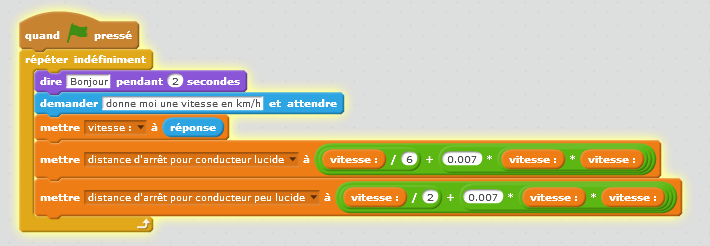 quand pressé
répéter indéfiniment
dire Bonjour pendant 2 secondes
demander donne moi une vitesse en km/h et attendre
mettre vitesse : à réponse
mettre distance d'arrêt pour conducteur lucide à vitesse : / 6 + 0.007 * vitesse : * vitesse :
mettre distance d'arrêt pour conducteur peu lucide à vitesse : / 2 + 0.007 * vitesse : * vitesse :